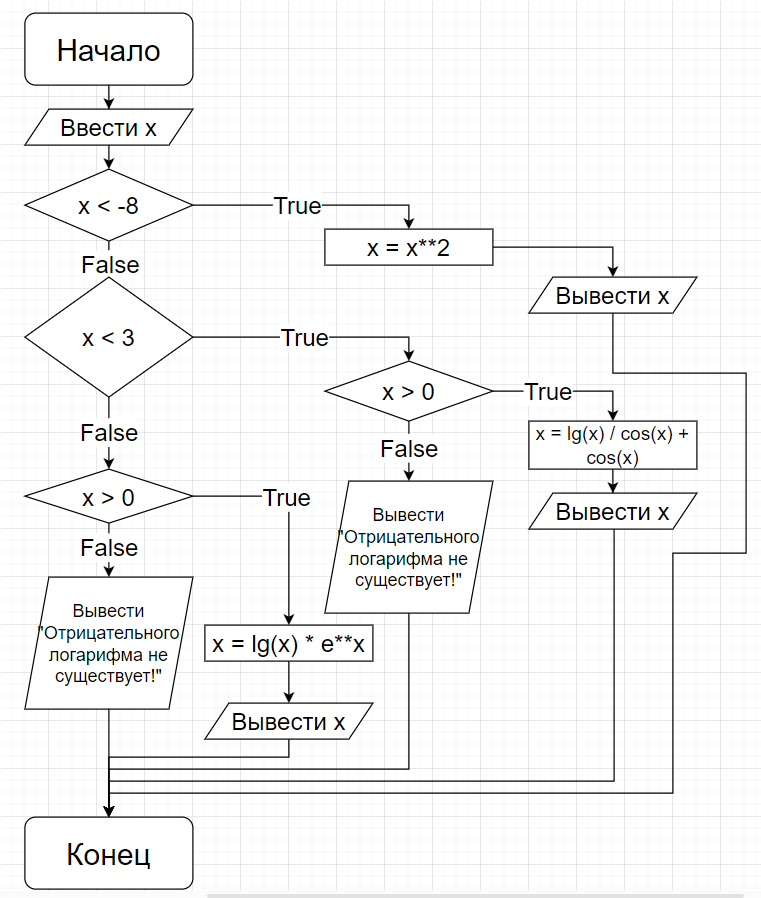 Начало
Ввести x
x < -8
True
x = x**2
False
Вывести x
x < 3
True
x > 0
True
x = lg(x) / cos(x) +
cos(x)
False
False
x > 0
True
Вывести x
Вывести
"Отрицательного
логарифма не
существует!"
False
Вывести
"Отрицательного
логарифма не
существует!"
x = lg(x) * e**x
Вывести x
Конец